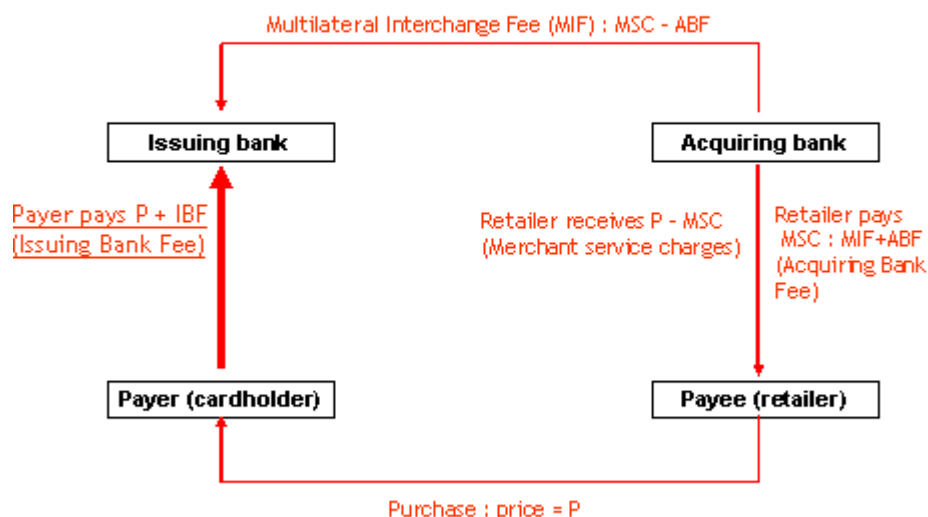 Multilateral Interchange Fee (MIF) : MSC - ABF
Issuing bank
Acquiring bank
Payer pays P + IBF
(Issuing Bank Fee)
Retailer receives P - MSC
(Merchant service charges)
Retailer pays
MSC : MIF+ABF
(Acquiring Bank
Fee)
Payer (cardholder)
Payee (retailer)
Purchase : price = P